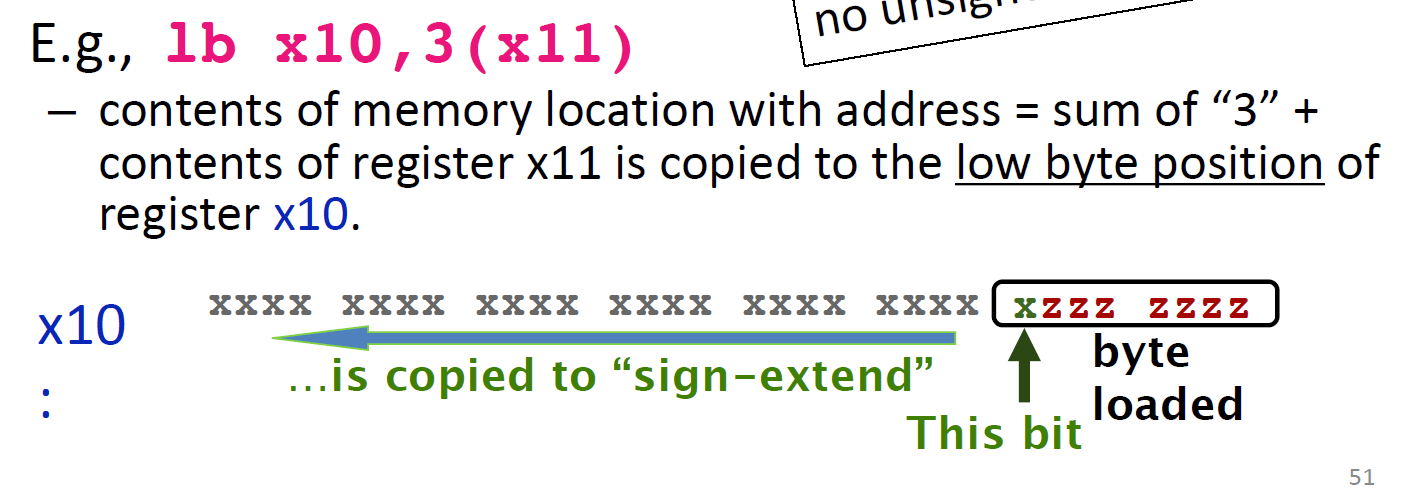 no
E.g., lb x10,3(x11)
– contents of memory location with address = sum of “3” +
contents of register x11 is copied to the low byte position of
register x10.
x10
:
xxxx xxxx xxxx xxxx xxxx xxxx xzzz zzzz
…is copied to “sign-extend”
byte
loaded
This bit
51